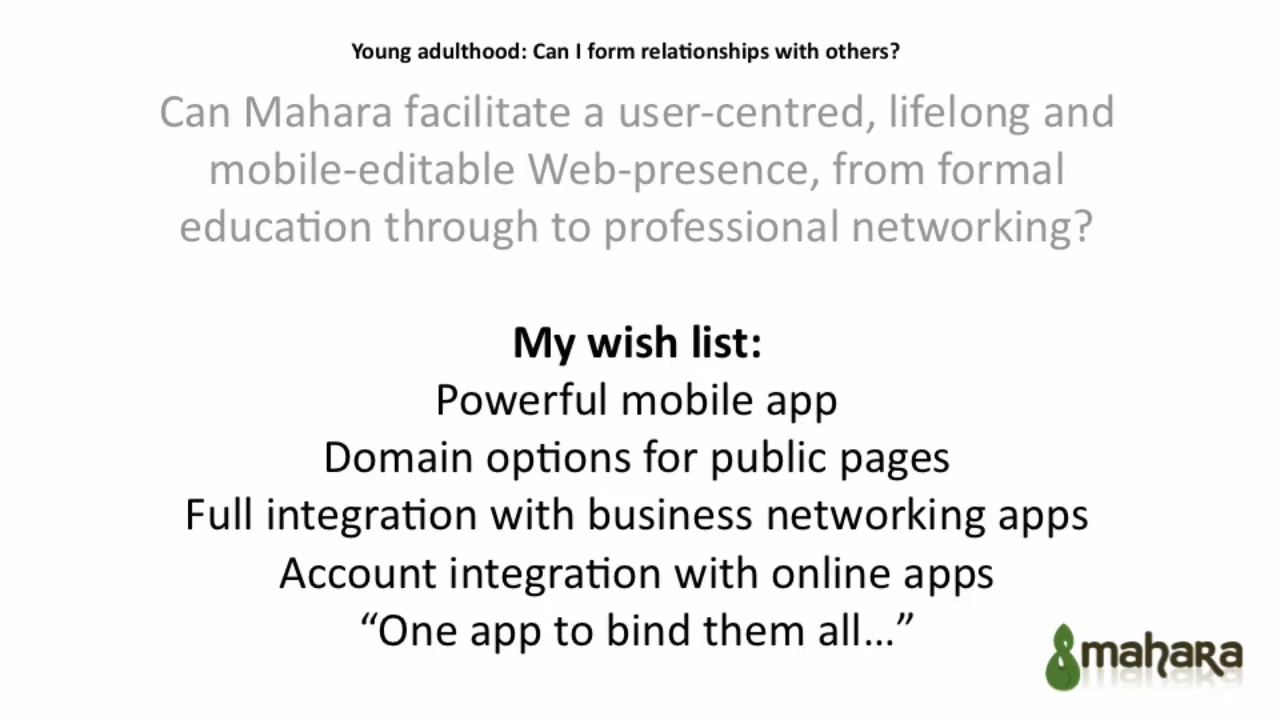 Young adulthood: Can I form relationships with others?
Can Mahara facilitate a user-centred, lifelong and
mobile-editable Web-presence, from formal
education through to professional networking?
My wish list:
Powerful mobile app
Domain options for public pages
Full integration with business networking apps
Account integration with online apps
“One app to bind them all…”
mahara